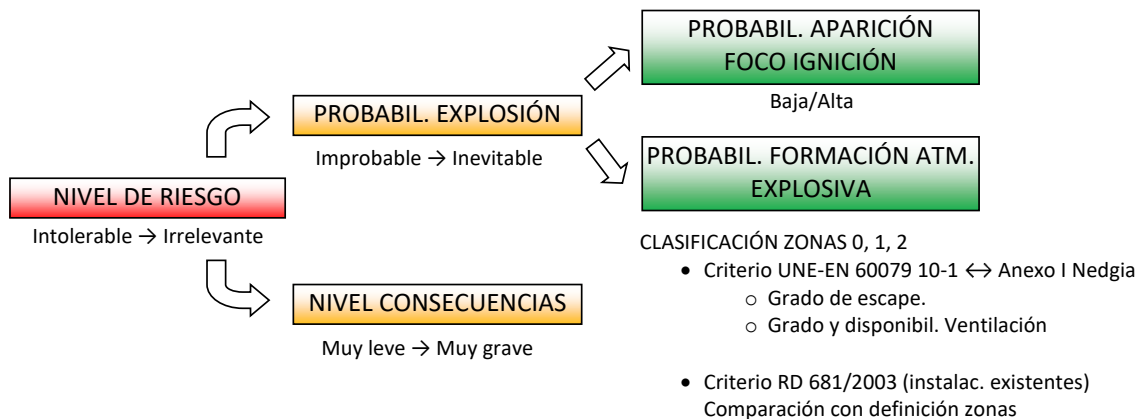 NIVEL DE RIESGO
Intolerable → Irrelevante
PROBABIL. EXPLOSIÓN
Improbable → Inevitable
NIVEL CONSECUENCIAS
Muy leve → Muy grave
PROBABIL. APARICIÓN
FOCO IGNICIÓN
Baja/Alta
PROBABIL. FORMACIÓN ATM.
EXPLOSIVA
CLASIFICACIÓN ZONAS 0, 1, 2
• Criterio UNE-EN 60079 10-1 ↔ Anexo I Nedgia
○ Grado de escape.
○ Grado y disponibil. Ventilación
• Criterio RD 681/2003 (instalac. existentes)
Comparación con definición zonas